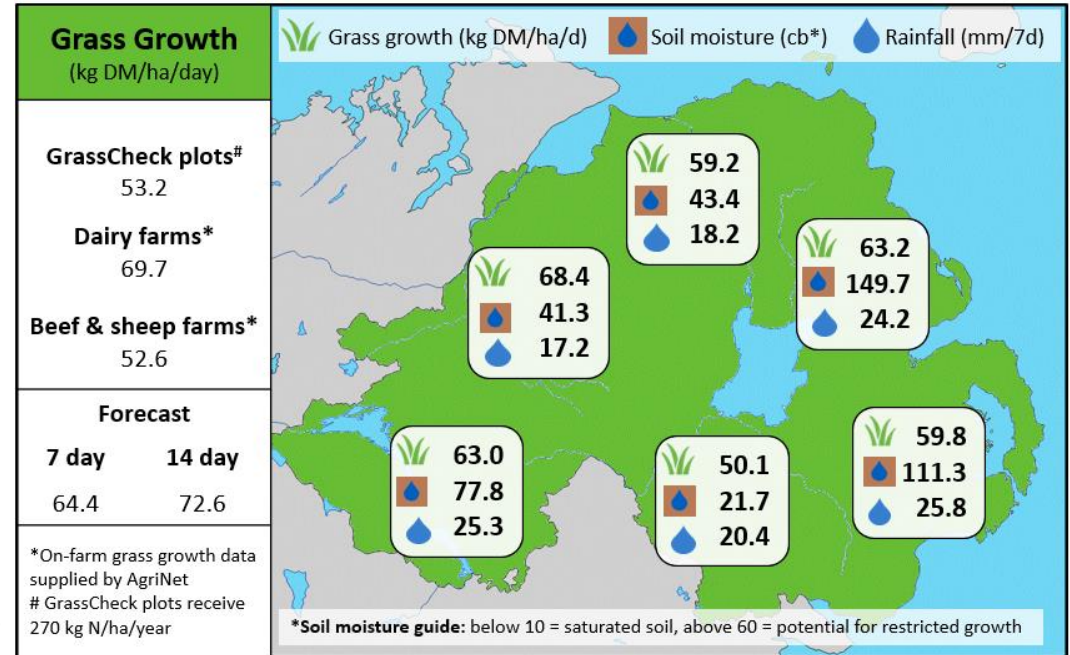 Grass Growth
(kg DM/ha/day)
GrassCheck plots#
53.2
Dairy farms*
69.7
Beef & sheep farms*
52.6
Forecast
7 day 14 day
64.4 72.6
*On-farm grass growth data
supplied by AgriNet
# GrassCheck plots receive
270 kg N/ha/year
Grass growth (kg DM/ha/d) Soil moisture (cb*) Rainfall (mm/7d)
59.2
43.4
18.2
63.2
149.7
24.2
68.4
41.3
17.2
63.0
77.8
25.3
50.1
21.7
20.4
59.8
111.3
25.8
*Soil moisture guide: below 10 = saturated soil, above 60 = potential for restricted growth